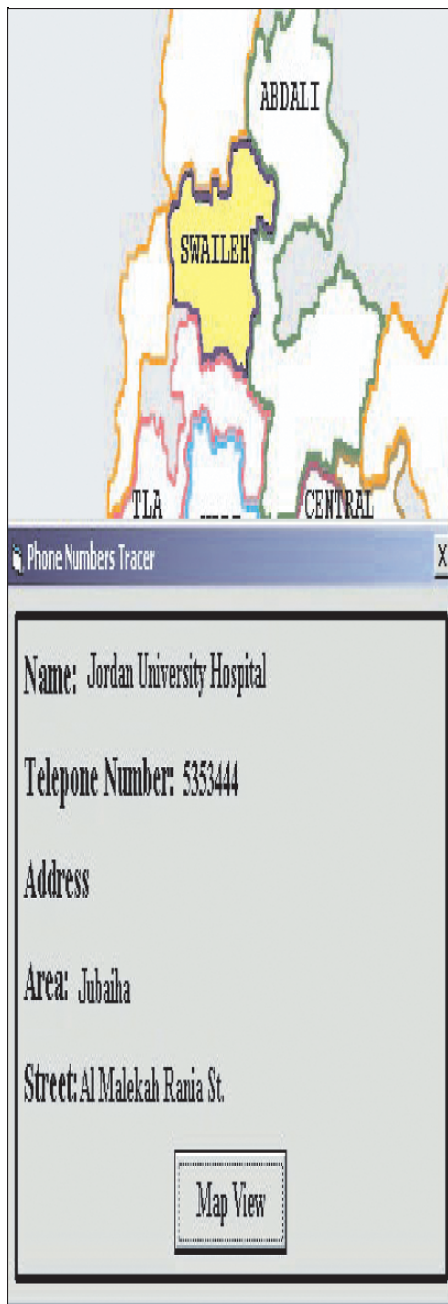 ABDALI
SWAILEH
TLA
CENTRAL
Phone Numbers Tracer X
Name: Jordan University Hospital
Telepone Number: 5353444
Address
Area: Jubaiha
Street: Al Malekah Rania St.
Map View